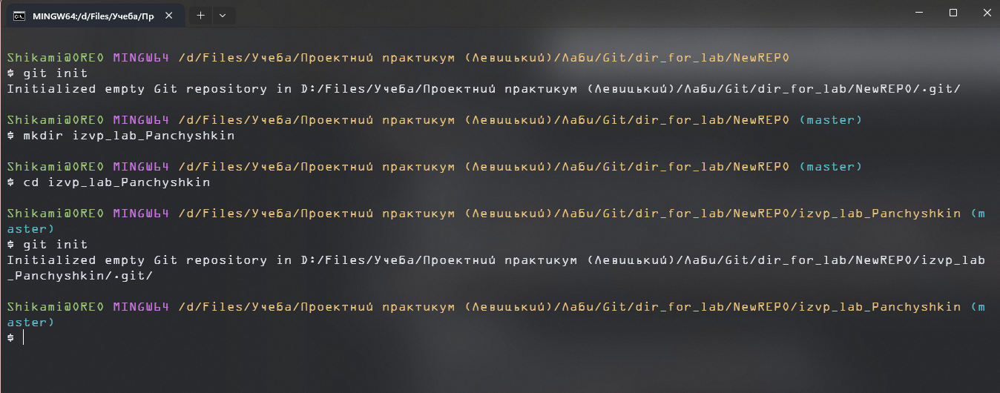 MINGW64:/d/Files/Учеба/Пр
Shikami@OREO MINGW64 /d/Files/Учеба/Проектний практикум (Левицький)/Лаби/Git/dir_for_lab/NewREPO
$ git init
Initialized empty Git repository in D:/Files/Учеба/Проектний практикум (Левицький)/Лаби/Git/dir_for_lab/NewREPO/.git/
Shikami@OREO MINGW64 /d/Files/Учеба/Проектний практикум (Левицький)/Лаби/Git/dir_for_lab/NewREPO (master)
$ mkdir izvp_lab_Panchyshkin
Shikami@OREO MINGW64 /d/Files/Учеба/Проектний практикум (Левицький)/Лаби/Git/dir_for_lab/NewREPO (master)
$ cd izvp_lab_Panchyshkin
Shikami@OREO MINGW64 /d/Files/Учеба/Проектний практикум (Левицький)/Лаби/Git/dir_for_lab/NewREPO/izvp_lab_Panchyshkin (m
aster)
$ git init
Initialized empty Git repository in D:/Files/Учеба/Проектний практикум (Левицький)/Лаби/Git/dir_for_lab/NewREPO/izvp_lab
_Panchyshkin/.git/
Shikami@OREO MINGW64 /d/Files/Учеба/Проектний практикум (Левицький)/Лаби/Git/dir_for_lab/NewREPO/izvp_lab_Panchyshkin (m
aster)
$